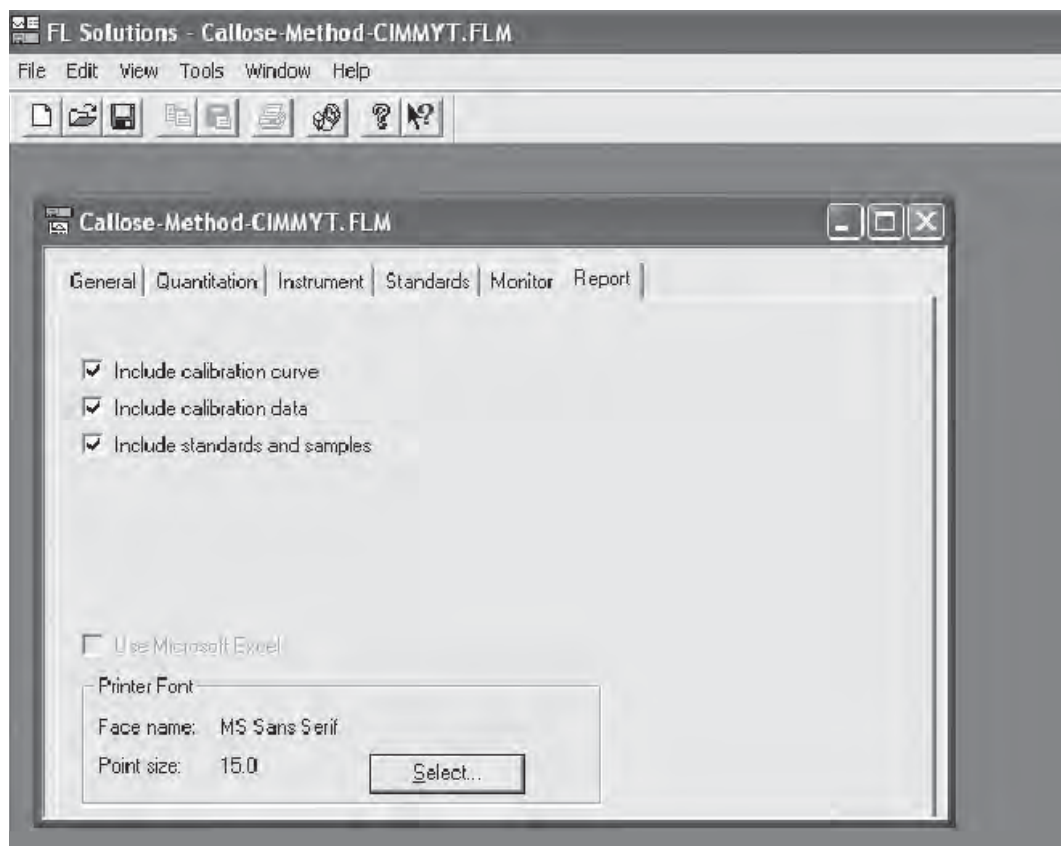 FL Solutions - Callose-Method-CIMMYT.FLM
File Edit View Tools Window Help
Callose-Method-CIMMYT.FLM
General Quantitation Instrument Standards Monitor Report
Include calibration curve
Include calibration data
Include standards and samples
Use Microsoft Excel
Printer Font
Face name: MS Sans Serif
Point size: 15.0
Select...